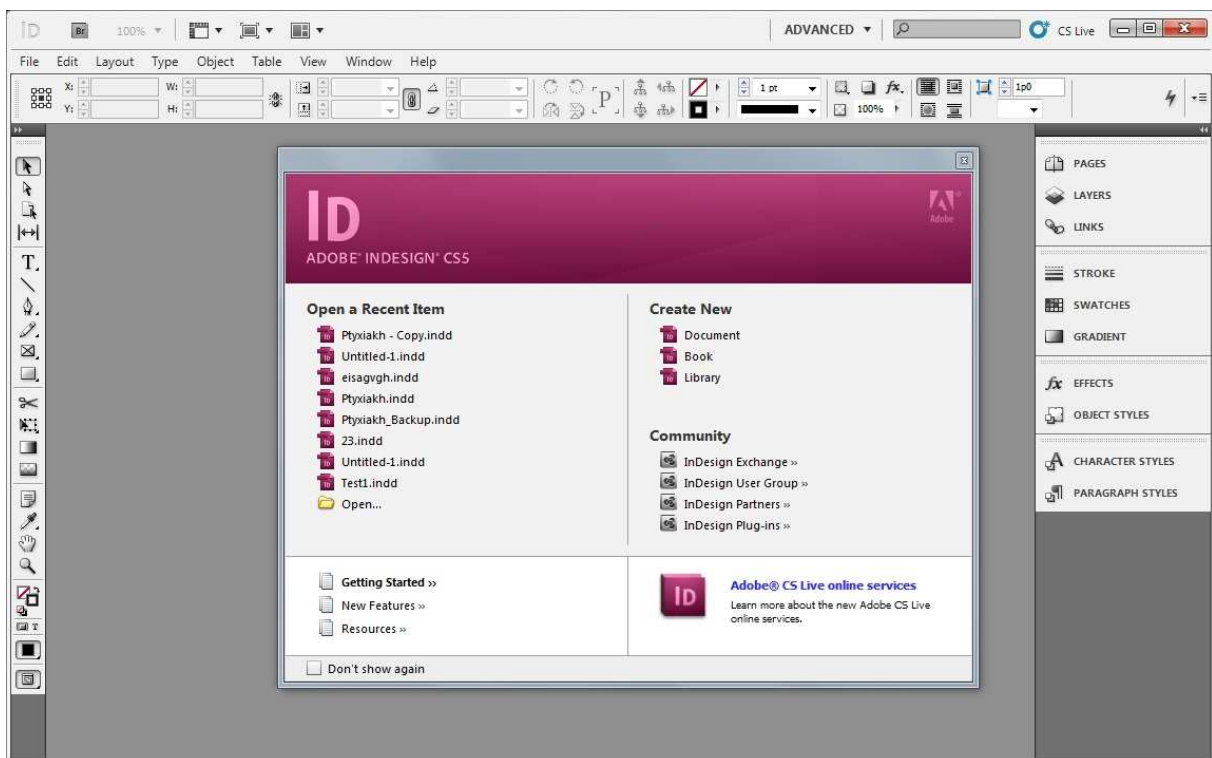 ID Br 100% ADVANCED CS Live
File Edit Layout Type Object Table View Window Help
X: W: 1 pt fx. 1p0
Y: H: P 100%
ID
Adobe
ADOBE® INDESIGN® CS5
Open a Recent Item
Ptyxiakh - Copy.indd
Untitled-1.indd
eisagvgh.indd
Ptyxiakh.indd
Ptyxiakh_Backup.indd
23.indd
Untitled-1.indd
Test1.indd
Open...
Create New
Document
Book
Library
Community
InDesign Exchange »
InDesign User Group »
InDesign Partners »
InDesign Plug-ins »
Getting Started »
New Features »
Resources »
ID
Adobe® CS Live online services
Learn more about the new Adobe CS Live
online services.
Don't show again
PAGES
LAYERS
LINKS
STROKE
SWATCHES
GRADIENT
fx EFFECTS
OBJECT STYLES
CHARACTER STYLES
PARAGRAPH STYLES